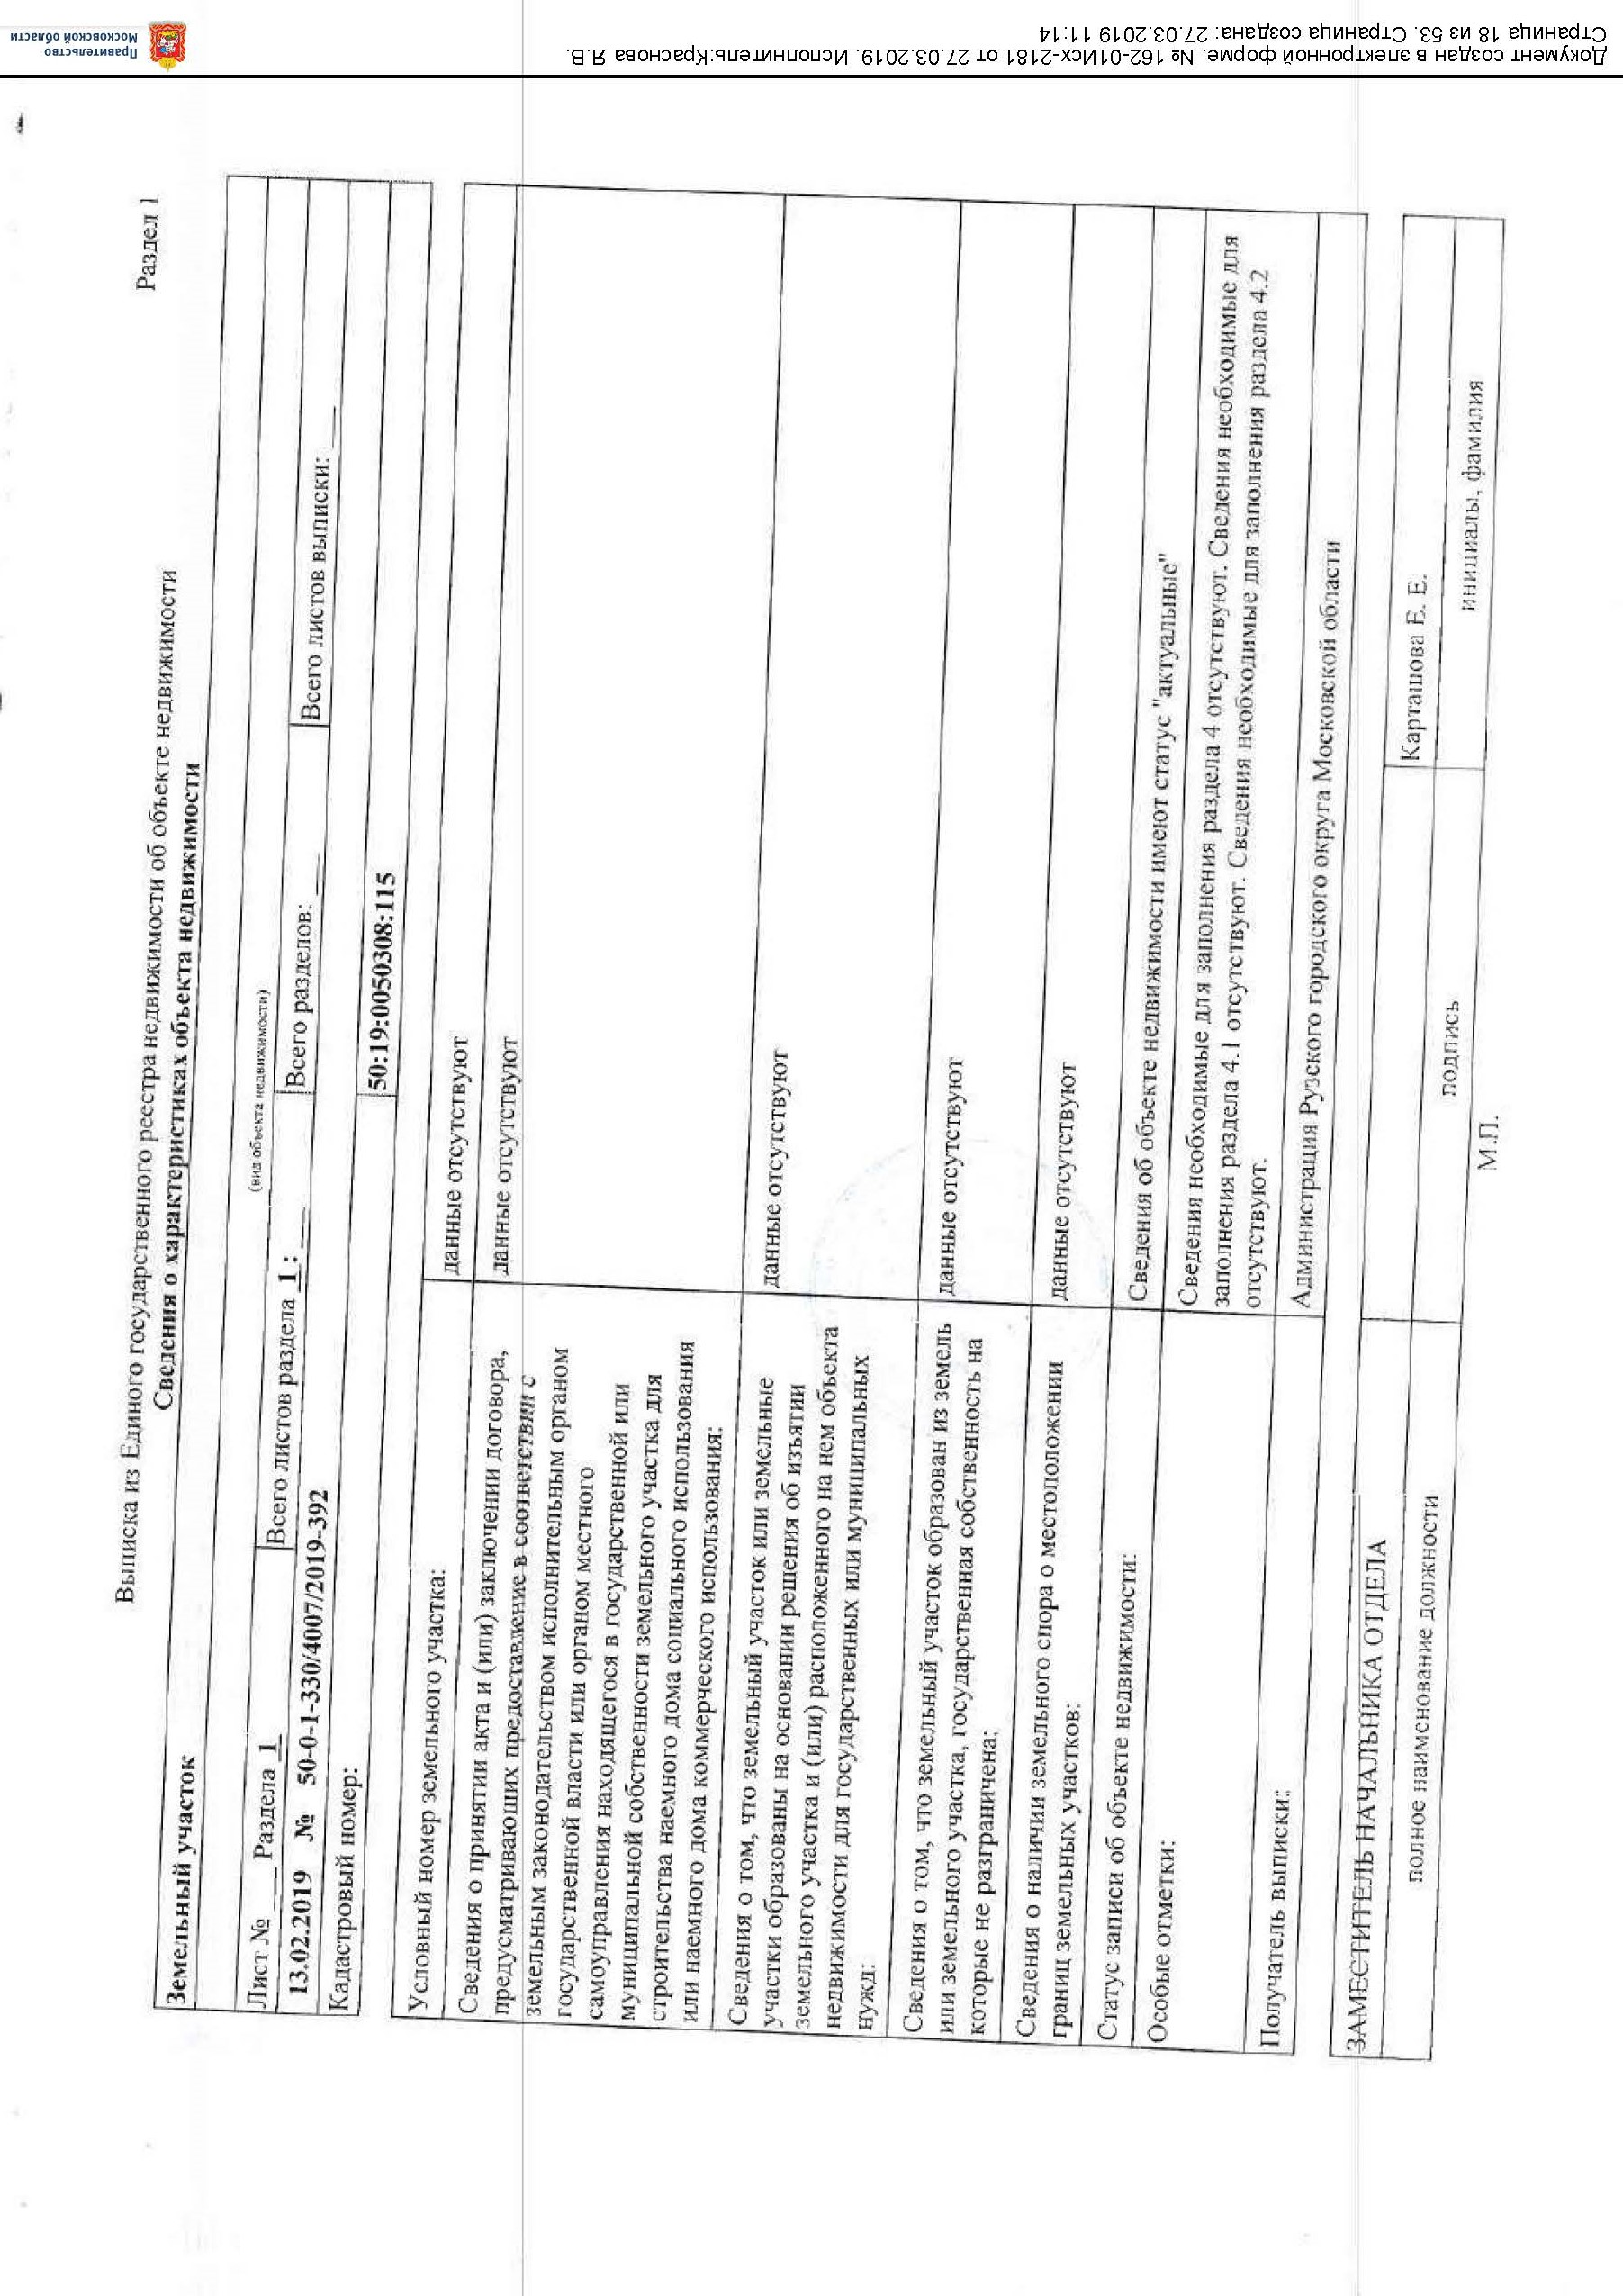 Документ создан в электронной форме. № 162-01Исх-2181 от 27.03.2019. Исполнитель:Краснова Я.В.
Страница 18 из 53. Страница создана: 27.03.2019 11:14
Правительство
Московской области
Раздел 1
Выписка из Единого государственного реестра недвижимости об объекте недвижимости
Сведения о характеристиках объекта недвижимости
Земельный участок
(вид объекта недвижимости)
Лист № ___ Раздела 1
Всего листов раздела 1 : ___
Всего разделов: ___
Всего листов выписки: ___
13.02.2019 № 50-0-1-330/4007/2019-392
Кадастровый номер:
50:19:0050308:115
Условный номер земельного участка:
данные отсутствуют
Сведения о принятии акта и (или) заключении договора,
предусматривающих предоставление в соответствии с
земельным законодательством исполнительным органом
государственной власти или органом местного
самоуправления находящегося в государственной или
муниципальной собственности земельного участка для
строительства наемного дома социального использования
или наемного дома коммерческого использования:
данные отсутствуют
Сведения о том, что земельный участок или земельные
участки образованы на основании решения об изъятии
земельного участка и (или) расположенного на нем объекта
недвижимости для государственных или муниципальных
нужд:
данные отсутствуют
Сведения о том, что земельный участок образован из земель
или земельного участка, государственная собственность на
которые не разграничена:
данные отсутствуют
Сведения о наличии земельного спора о местоположении
границ земельных участков:
данные отсутствуют
Статус записи об объекте недвижимости:
Сведения об объекте недвижимости имеют статус "актуальные"
Особые отметки:
Сведения необходимые для заполнения раздела 4 отсутствуют. Сведения необходимые для
заполнения раздела 4.1 отсутствуют. Сведения необходимые для заполнения раздела 4.2
отсутствуют.
Получатель выписки:
Администрация Рузского городского округа Московской области
ЗАМЕСТИТЕЛЬ НАЧАЛЬНИКА ОТДЕЛА
Карташова Е. Е.
полное наименование должности
подпись
инициалы, фамилия
М.П.